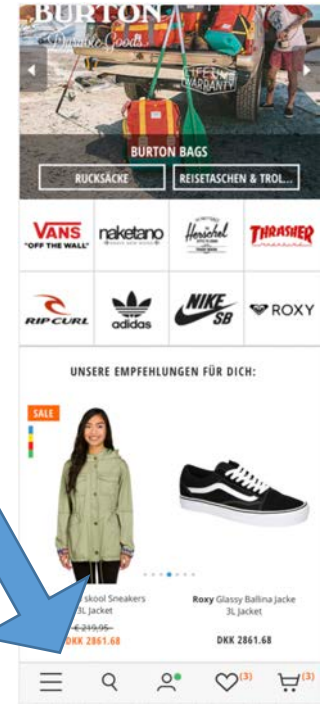 BURTON
Durable Goods
LIFETIME
WARRANTY
BURTON BAGS
RUCKSÄCKE
REISETASCHEN & TROL...
VANS
"OFF THE WALL"
naketano
Herschel
THRASHER
RIP CURL
adidas
NIKE
SB
ROXY
UNSERE EMPFEHLUNGEN FÜR DICH:
SALE
skool Sneakers
3L Jacket
€ 219,95
DKK 2861.68
Roxy Glassy Ballina Jacke
3L Jacket
DKK 2861.68
(3)
(3)